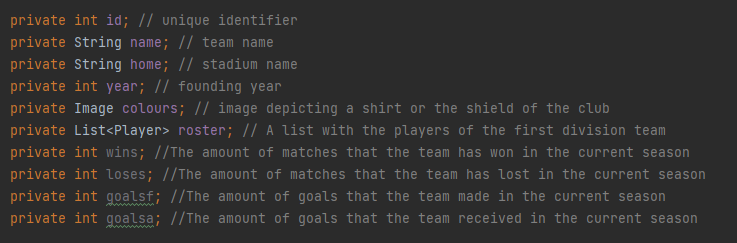 private int id; // unique identifier
private String name; // team name
private String home; // stadium name
private int year; // founding year
private Image colours; // image depicting a shirt or the shield of the club
private List<Player> roster; // A list with the players of the first division team
private int wins; //The amount of matches that the team has won in the current season
private int loses; //The amount of matches that the team has lost in the current season
private int goalsf; //The amount of goals that the team made in the current season
private int goalsa; //The amount of goals that the team received in the current season